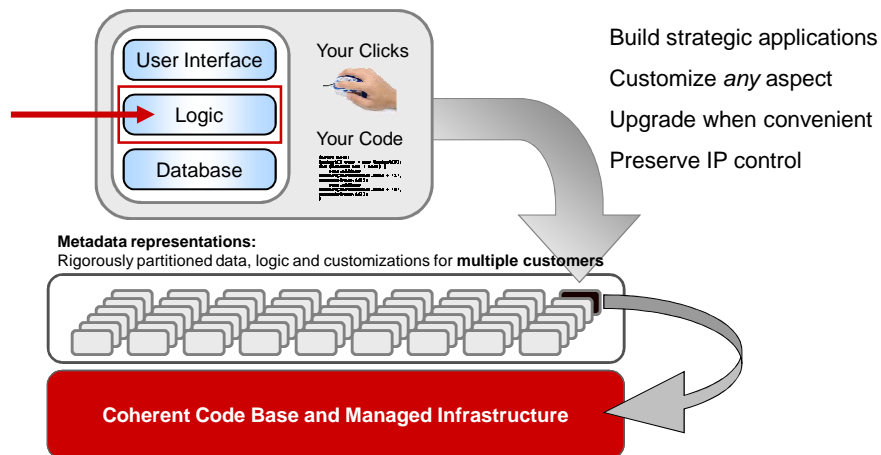 User Interface
Logic
Database
Your Clicks
Your Code
Build strategic applications
Customize any aspect
Upgrade when convenient
Preserve IP control
Metadata representations:
Rigorously partitioned data, logic and customizations for multiple customers
Coherent Code Base and Managed Infrastructure